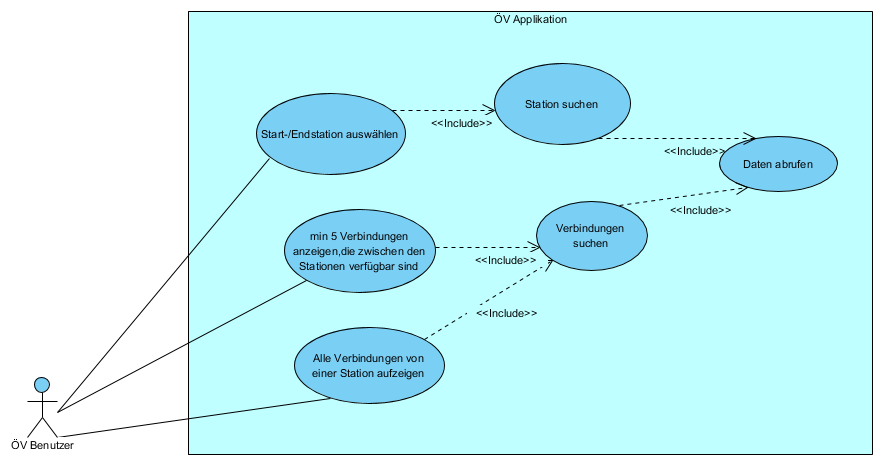 ÖV Applikation
Station suchen
<<Include>>
Start-/Endstation auswählen
<<Include>>
Daten abrufen
<<Include>>
min 5 Verbindungen
anzeigen,die zwischen den
Stationen verfügbar sind
Verbindungen
suchen
<<Include>>
<<Include>>
Alle Verbindungen von
einer Station aufzeigen
ÖV Benutzer